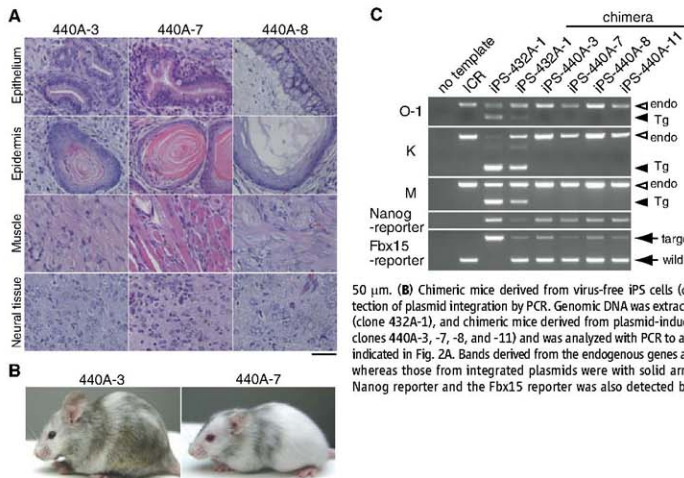 A
440A-3 440A-7 440A-8
Epithelium
Epidermis
Muscle
Neural tissue
B
440A-3 440A-7
C
chimera
no template
ICR
iPS-432A-1
iPS-432A-1
iPS-440A-3
iPS-440A-7
iPS-440A-8
iPS-440A-11
O-1
endo
Tg
K
endo
Tg
M
endo
Tg
Nanog
-reporter
Fbx15
-reporter
wild
50 μm. (B) Chimeric mice derived from virus-free iPS cells (
tection of plasmid integration by PCR. Genomic DNA was extrac
(clone 432A-1), and chimeric mice derived from plasmid-induc
clones 440A-3, -7, -8, and -11) and was analyzed with PCR to a
indicated in Fig. 2A. Bands derived from the endogenous genes a
whereas those from integrated plasmids were with solid arr
Nanog reporter and the Fbx15 reporter was also detected b